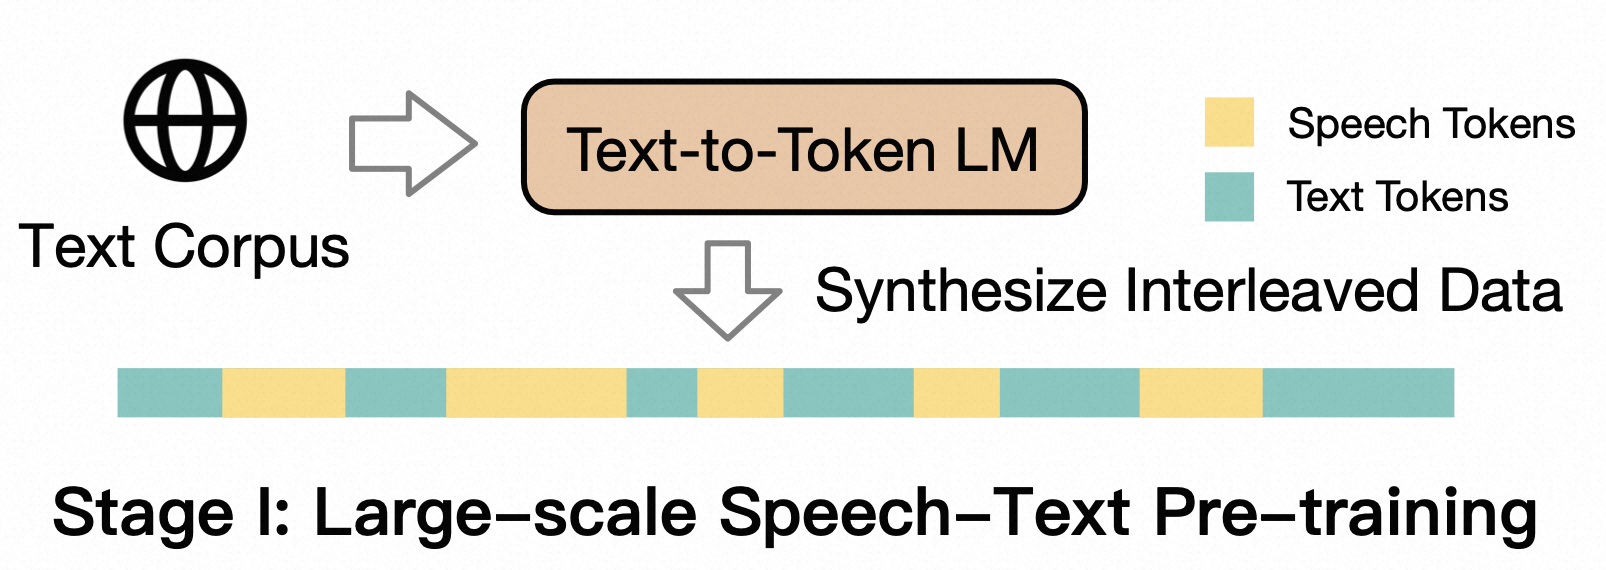 Text Corpus
Text-to-Token LM
Speech Tokens
Text Tokens
Synthesize Interleaved Data
Stage I: Large–scale Speech–Text Pre–training